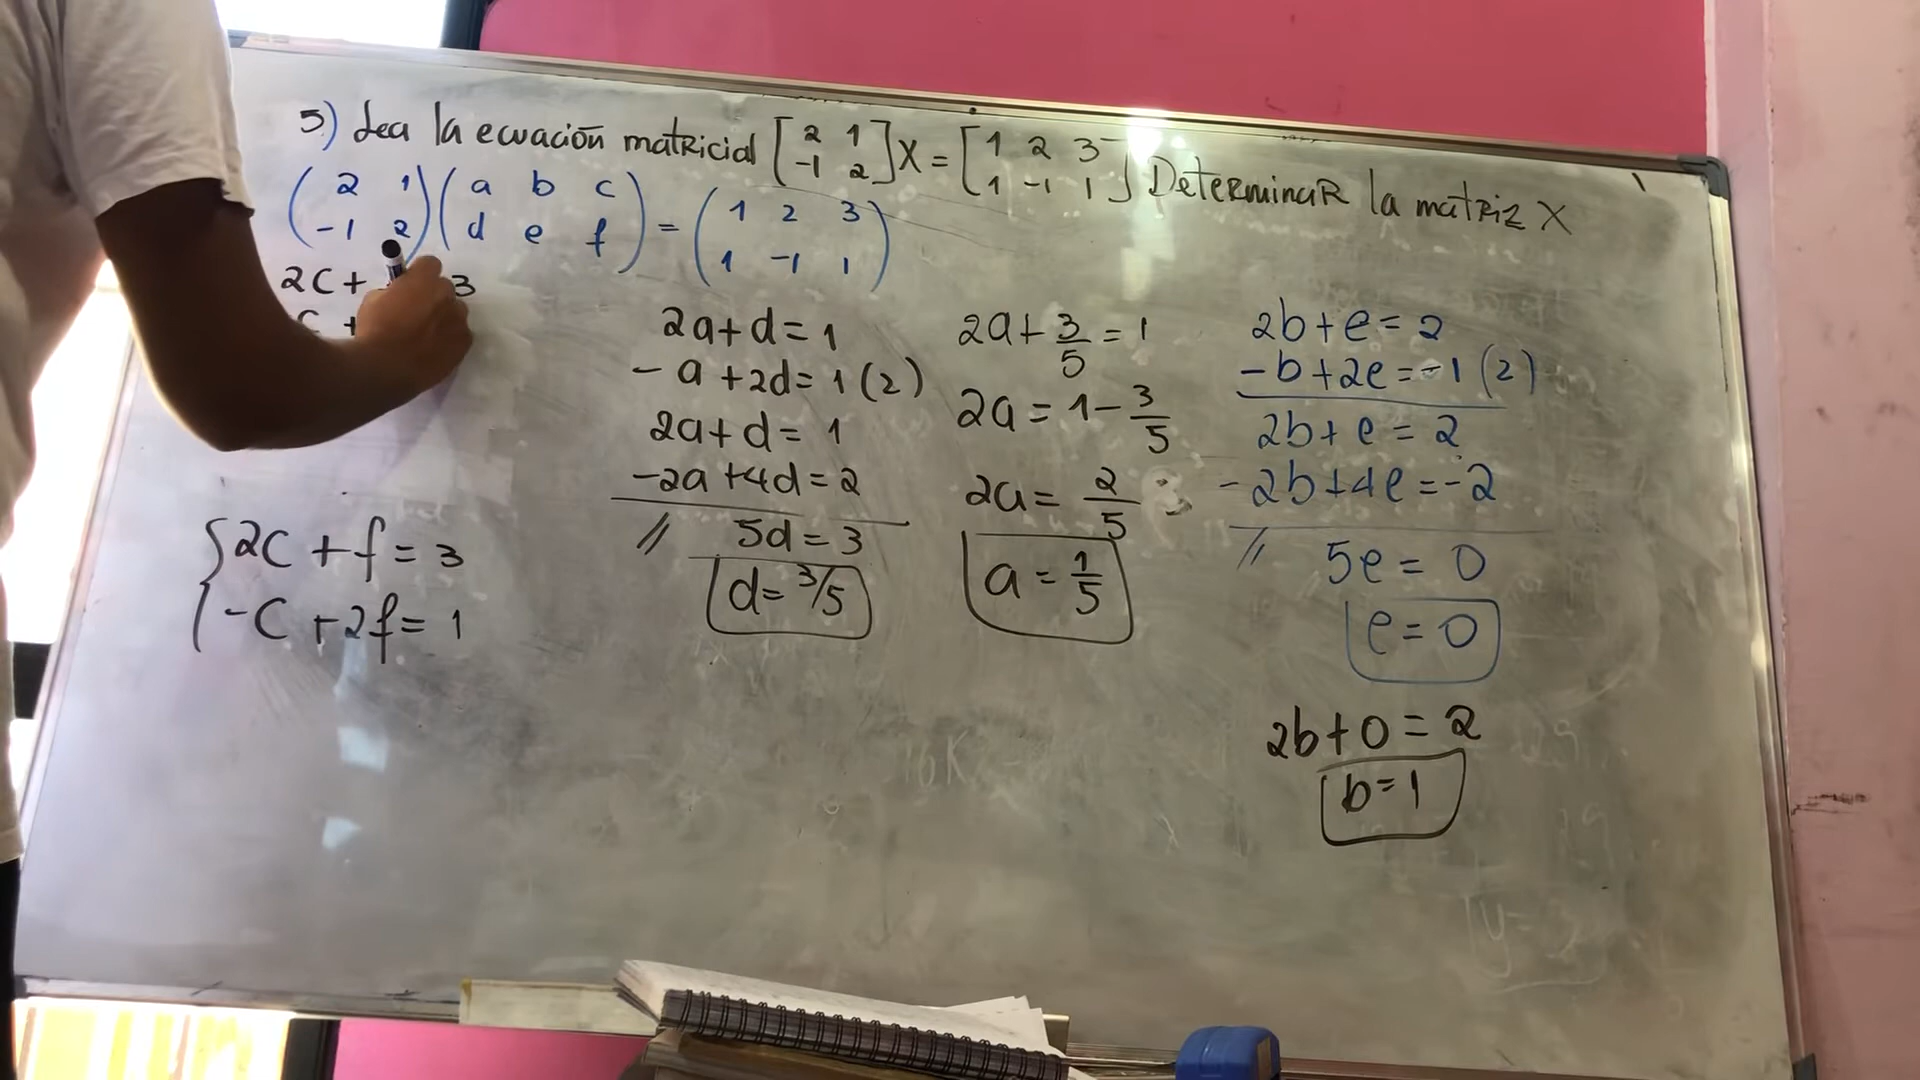 5) Sea la ecuación matricial [2 1 -1 2] X = [1 2 3 1 -1 1] Determinar la matriz X
(2 1 -1 2) (a b c d e f) = (1 2 3 1 -1 1)
2c + 3
c +
{2c + f = 3
-c + 2f = 1
2a + d = 1
-a + 2d = 1 (2)
2a + d = 1
-2a + 4d = 2
// 5d = 3
d = 3/5
2a + 3/5 = 1
2a = 1 - 3/5
2a = 2/5
a = 1/5
2b + e = 2
-b + 2e = -1 (2)
2b + e = 2
-2b + 4e = -2
// 5e = 0
e = 0
2b + 0 = 2
b = 1